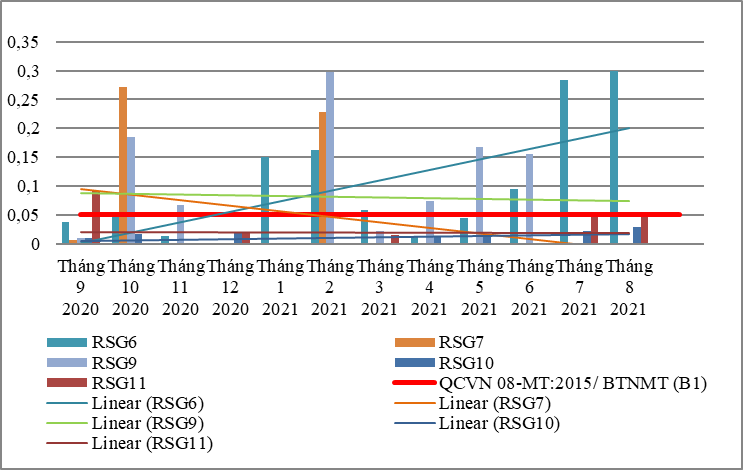 0,35
0,3
0,25
0,2
0,15
0,1
0,05
0
Tháng Tháng Tháng Tháng Tháng Tháng Tháng Tháng Tháng Tháng Tháng Tháng
9 10 11 12 1 2 3 4 5 6 7 8
2020 2020 2020 2020 2021 2021 2021 2021 2021 2021 2021 2021
RSG6 RSG7
RSG9 RSG10
RSG11 QCVN 08-MT:2015/ BTNMT (B1)
Linear (RSG6) Linear (RSG7)
Linear (RSG9) Linear (RSG10)
Linear (RSG11)